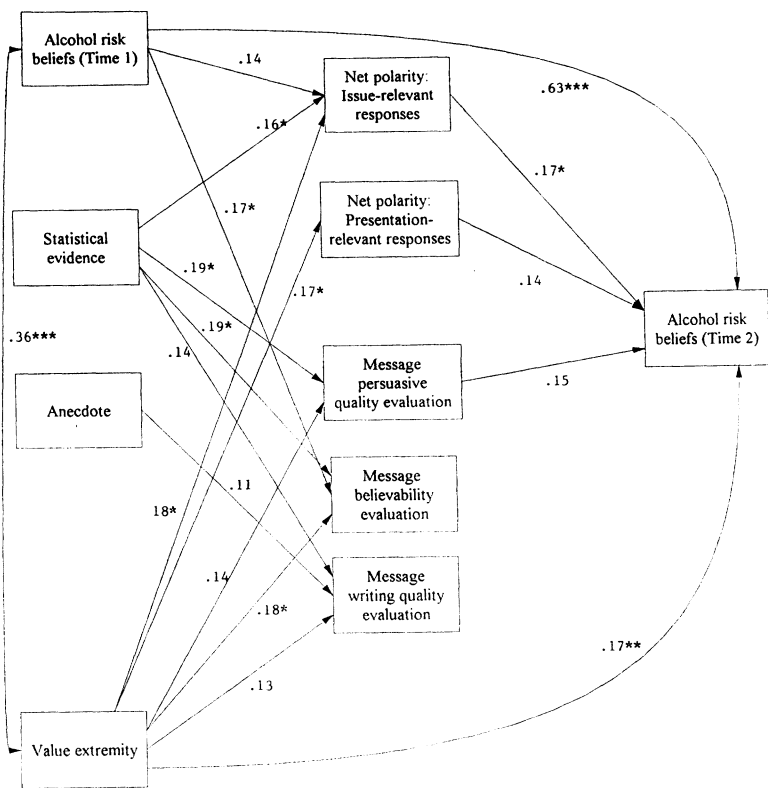 Alcohol risk
beliefs (Time 1)
.14
Net polarity:
Issue-relevant
responses
.63***
.16*
.17*
.17*
Net polarity:
Presentation-
relevant responses
Statistical
evidence
.19*
.17*
.14
.19*
.14
.36***
Alcohol risk
beliefs (Time 2)
Message
persuasive
quality evaluation
.15
Anecdote
.11
18*
Message
believability
evaluation
.14
.18*
Message
writing quality
evaluation
.13
.17**
Value extremity